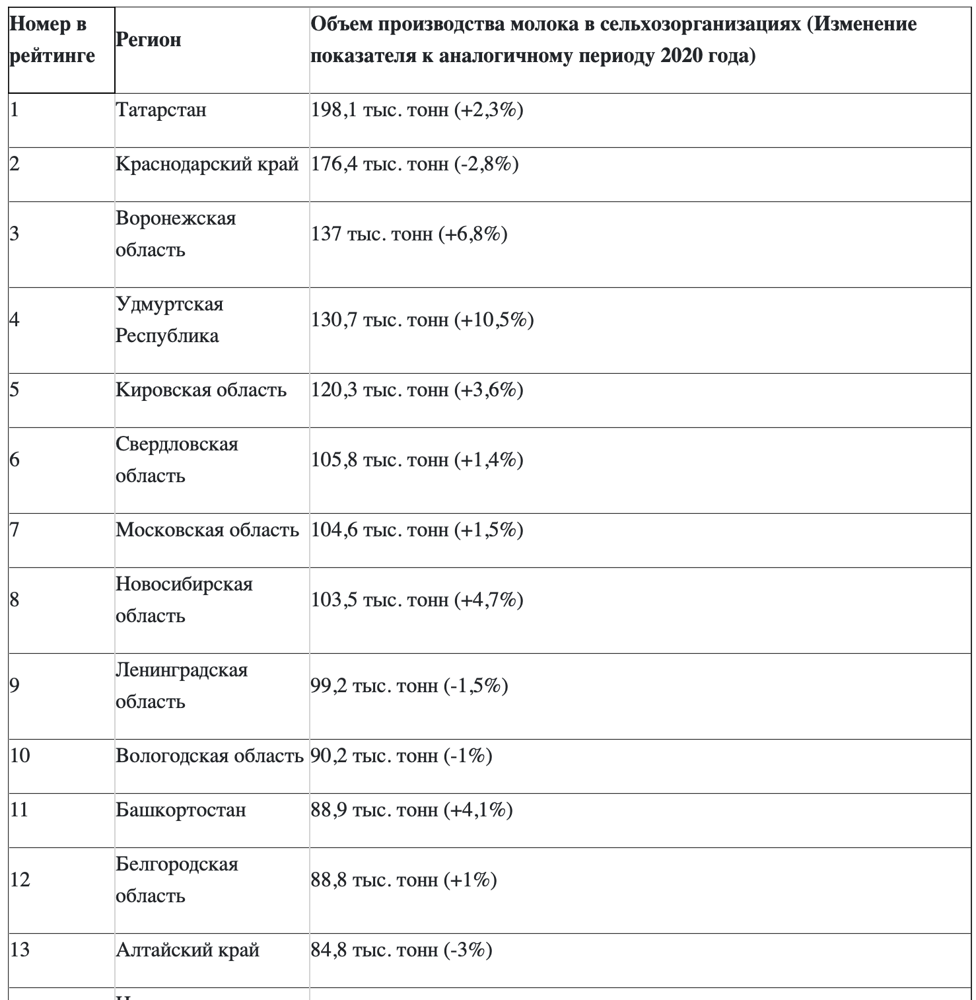 Номер в
рейтинге
Регион
Объем производства молока в сельхозорганизациях (Изменение
показателя к аналогичному периоду 2020 года)
1
Татарстан
198,1 тыс. тонн (+2,3%)
2
Краснодарский край
176,4 тыс. тонн (-2,8%)
3
Воронежская
область
137 тыс. тонн (+6,8%)
4
Удмуртская
Республика
130,7 тыс. тонн (+10,5%)
5
Кировская область
120,3 тыс. тонн (+3,6%)
6
Свердловская
область
105,8 тыс. тонн (+1,4%)
7
Московская область
104,6 тыс. тонн (+1,5%)
8
Новосибирская
область
103,5 тыс. тонн (+4,7%)
9
Ленинградская
область
99,2 тыс. тонн (-1,5%)
10
Вологодская область
90,2 тыс. тонн (-1%)
11
Башкортостан
88,9 тыс. тонн (+4,1%)
12
Белгородская
область
88,8 тыс. тонн (+1%)
13
Алтайский край
84,8 тыс. тонн (-3%)